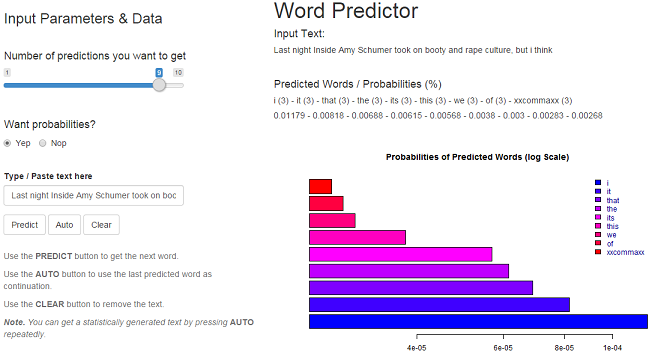 Input Parameters & Data
Number of predictions you want to get
1
9
10
Want probabilities?
Yep
Nop
Type / Paste text here
Last night Inside Amy Schumer took on boo
Predict
Auto
Clear
Use the PREDICT button to get the next word.
Use the AUTO button to use the last predicted word as
continuation.
Use the CLEAR button to remove the text.
Note. You can get a statistically generated text by pressing AUTO
repeatedly.
Word Predictor
Input Text:
Last night Inside Amy Schumer took on booty and rape culture, but i think
Predicted Words / Probabilities (%)
i (3) - it (3) - that (3) - the (3) - its (3) - this (3) - we (3) - of (3) - xxcommaxx (3)
0.01179 - 0.00818 - 0.00688 - 0.00615 - 0.00568 - 0.0038 - 0.003 - 0.00283 - 0.00268
Probabilities of Predicted Words (log Scale)
i
it
that
the
its
this
we
of
xxcommaxx
4e-05
6e-05
8e-05
1e-04